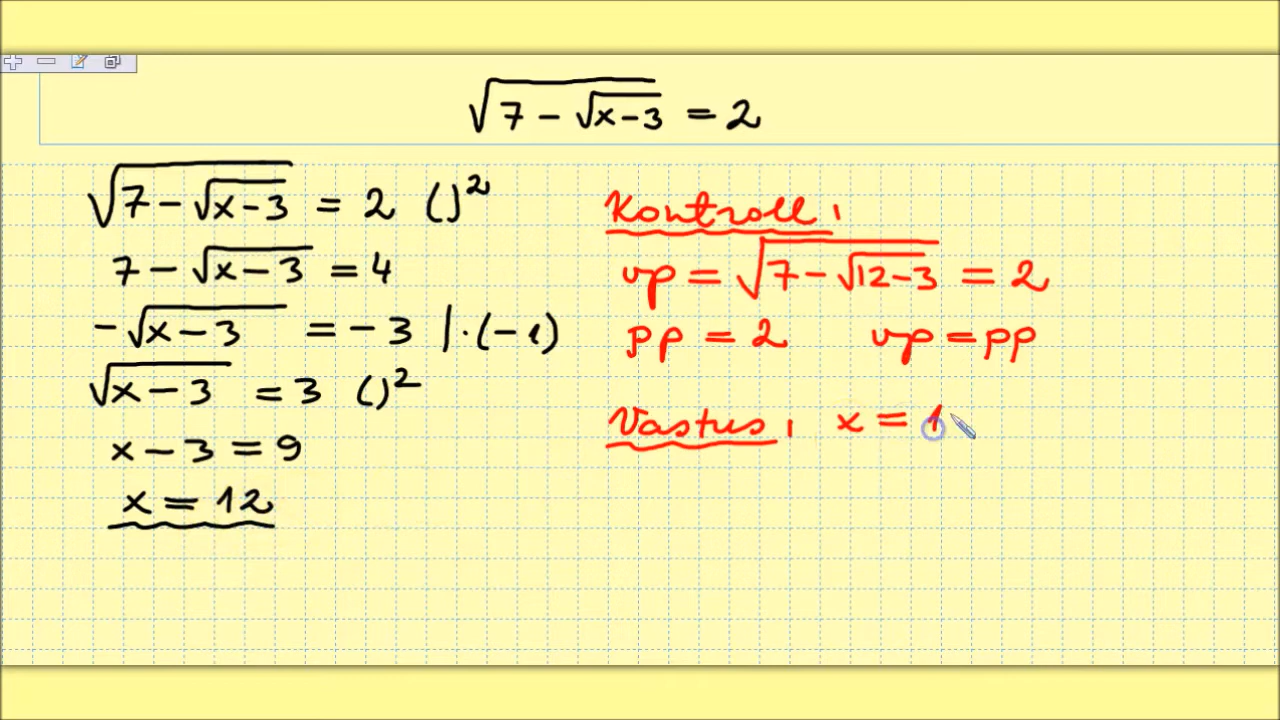 √(7 − √(x−3)) = 2
√(7 − √(x−3)) = 2 ( )²
7 − √(x−3) = 4
−√(x−3) = −3 | · (−1)
√(x−3) = 3 ( )²
x − 3 = 9
x = 12
Kontroll:
vp = √(7 − √(12−3)) = 2
pp = 2 vp = pp
Vastus: x = 1